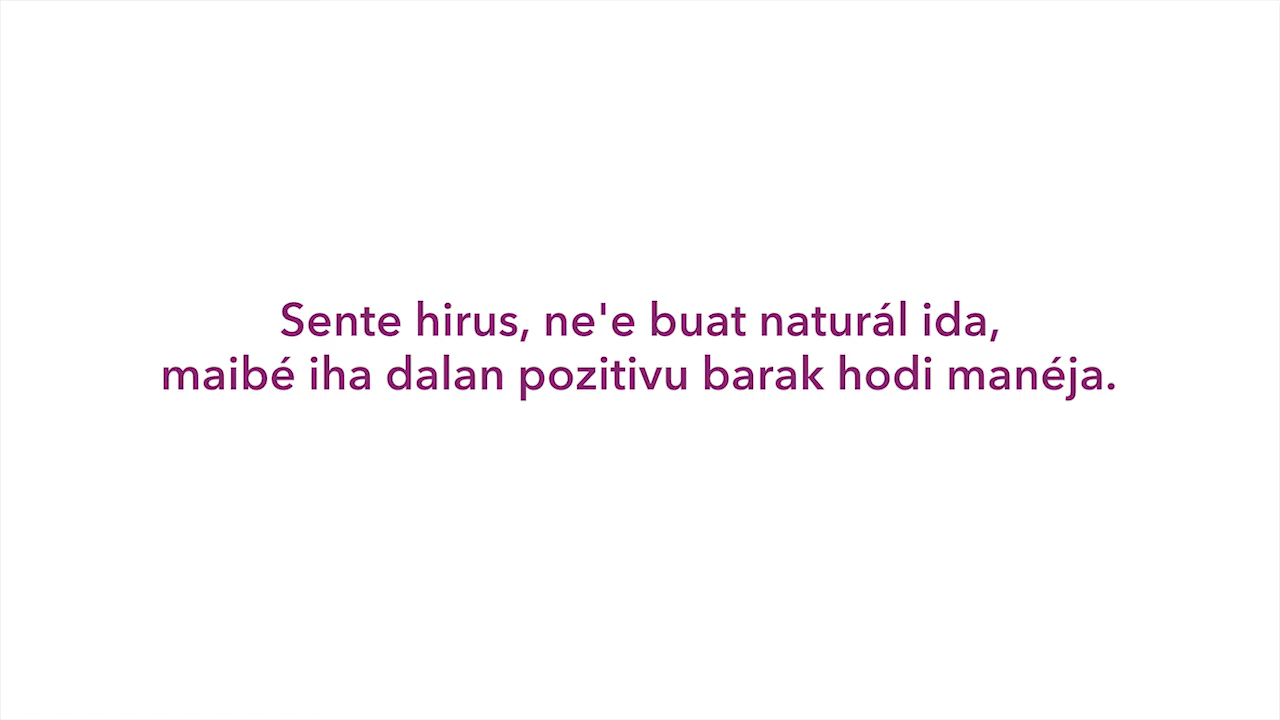 Sente hirus, ne'e buat naturál ida,
maibé iha dalan pozitivu barak hodi manéja.